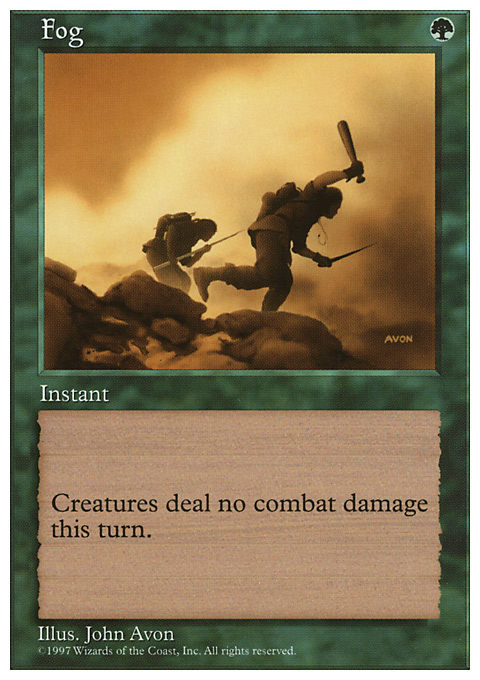 Fog
AVON
Instant
Creatures deal no combat damage
this turn.
Illus. John Avon
©1997 Wizards of the Coast, Inc. All rights reserved.